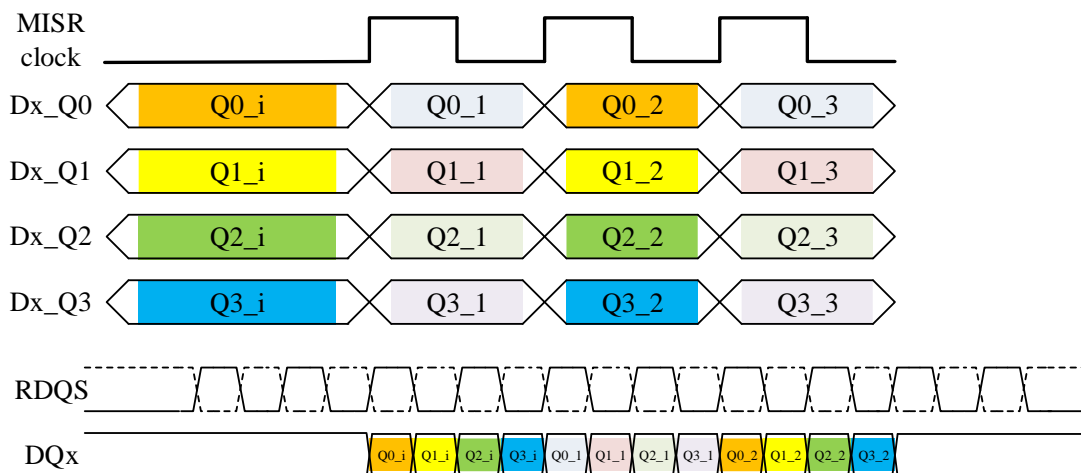 MISR
clock
Dx_Q0 Q0_i Q0_1 Q0_2 Q0_3
Dx_Q1 Q1_i Q1_1 Q1_2 Q1_3
Dx_Q2 Q2_i Q2_1 Q2_2 Q2_3
Dx_Q3 Q3_i Q3_1 Q3_2 Q3_3
RDQS
DQx Q0_i Q1_i Q2_i Q3_i Q0_1 Q1_1 Q2_1 Q3_1 Q0_2 Q1_2 Q2_2 Q3_2